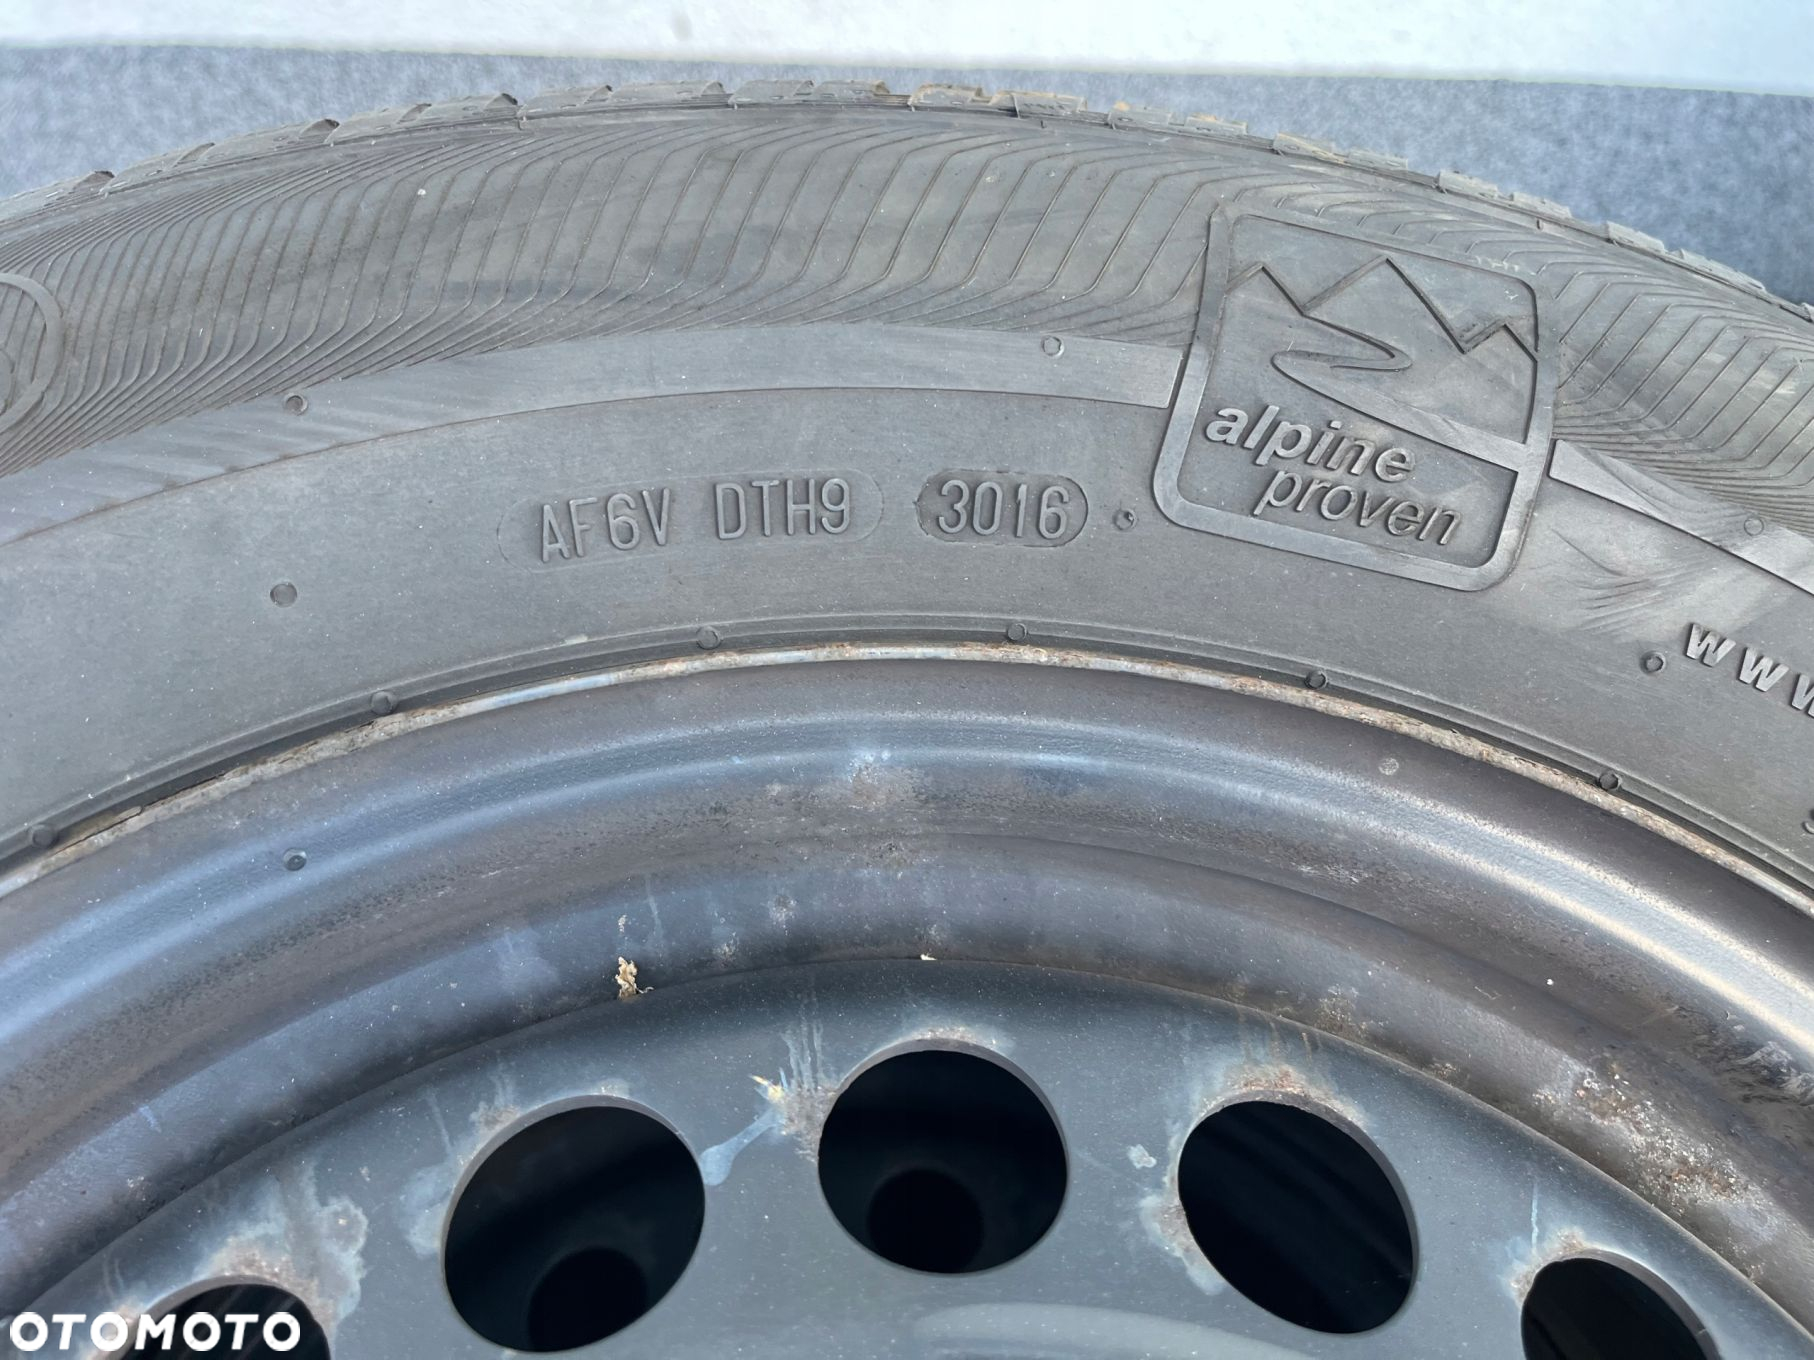 AF6V DTH9 3016
alpine
proven
www
OTOMOTO